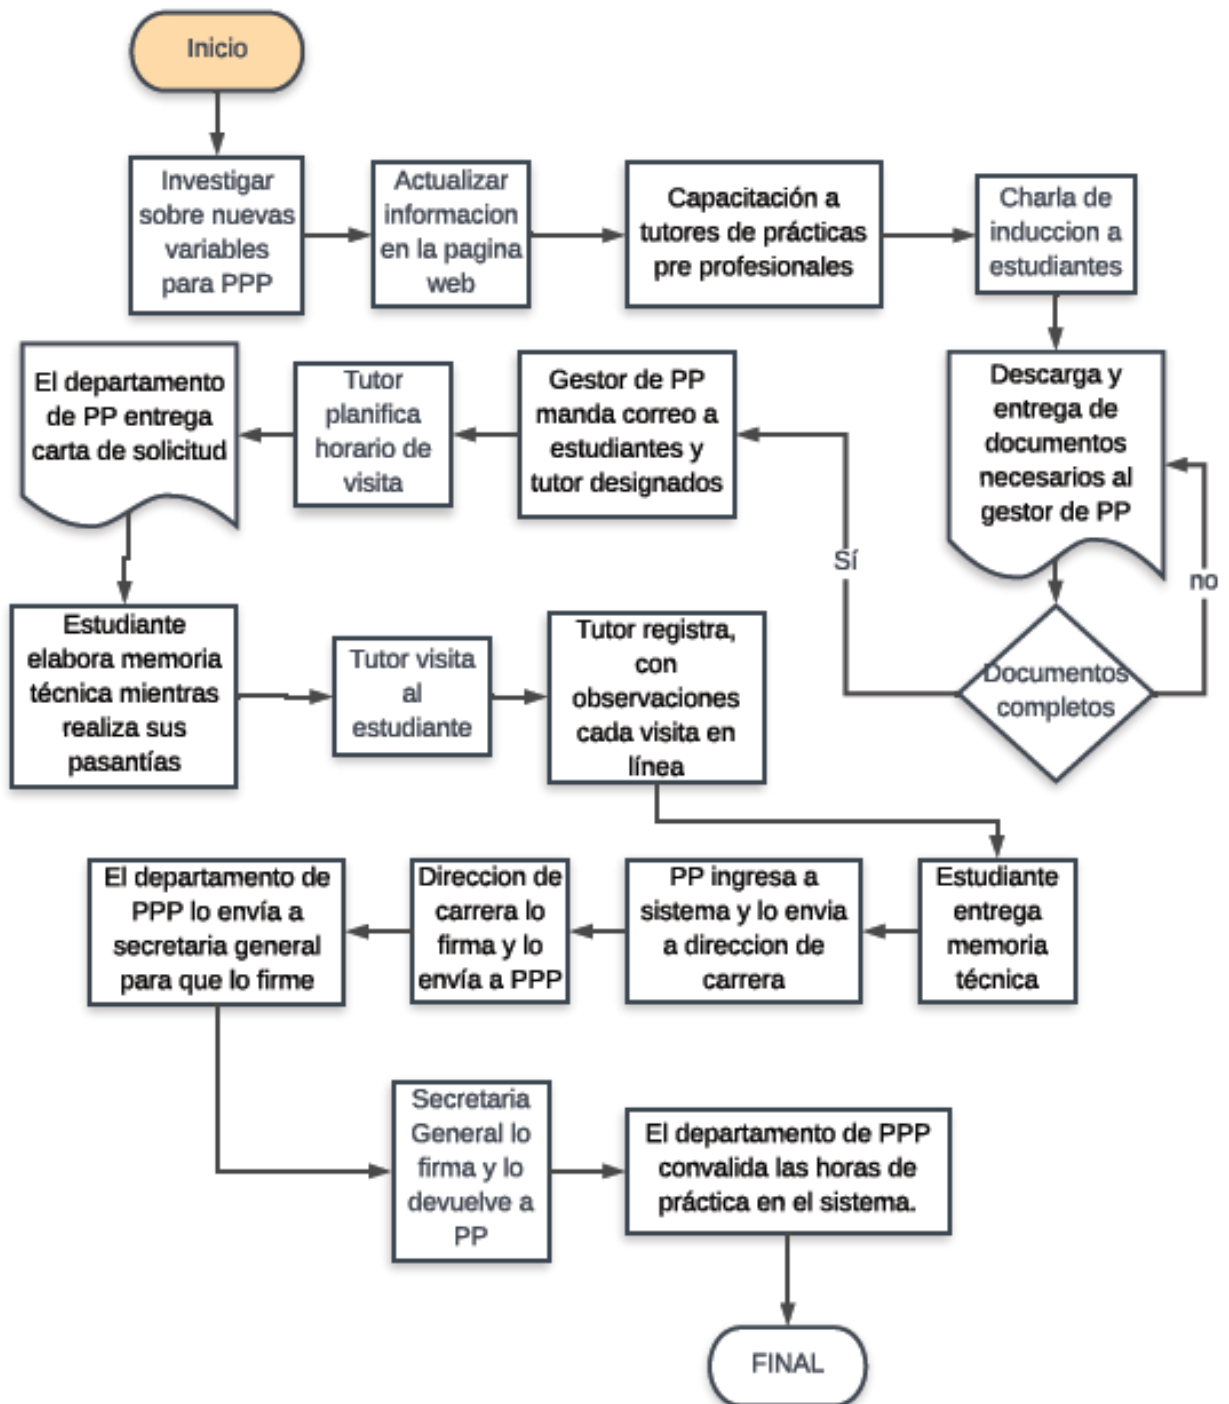 Inicio
Investigar
sobre nuevas
variables
para PPP
Actualizar
informacion
en la pagina
web
Capacitación a
tutores de prácticas
pre profesionales
Charla de
induccion a
estudiantes
Descarga y
entrega de
documentos
necesarios al
gestor de PP
Documentos
completos
no
Sí
Gestor de PP
manda correo a
estudiantes y
tutor designados
Tutor
planifica
horario de
visita
El departamento
de PP entrega
carta de solicitud
Estudiante
elabora memoria
técnica mientras
realiza sus
pasantías
Tutor visita
al
estudiante
Tutor registra,
con
observaciones
cada visita en
línea
Estudiante
entrega
memoria
técnica
PP ingresa a
sistema y lo envia
a direccion de
carrera
Direccion de
carrera lo
firma y lo
envía a PPP
El departamento de
PPP lo envía a
secretaria general
para que lo firme
Secretaria
General lo
firma y lo
devuelve a
PP
El departamento de PPP
convalida las horas de
práctica en el sistema.
FINAL